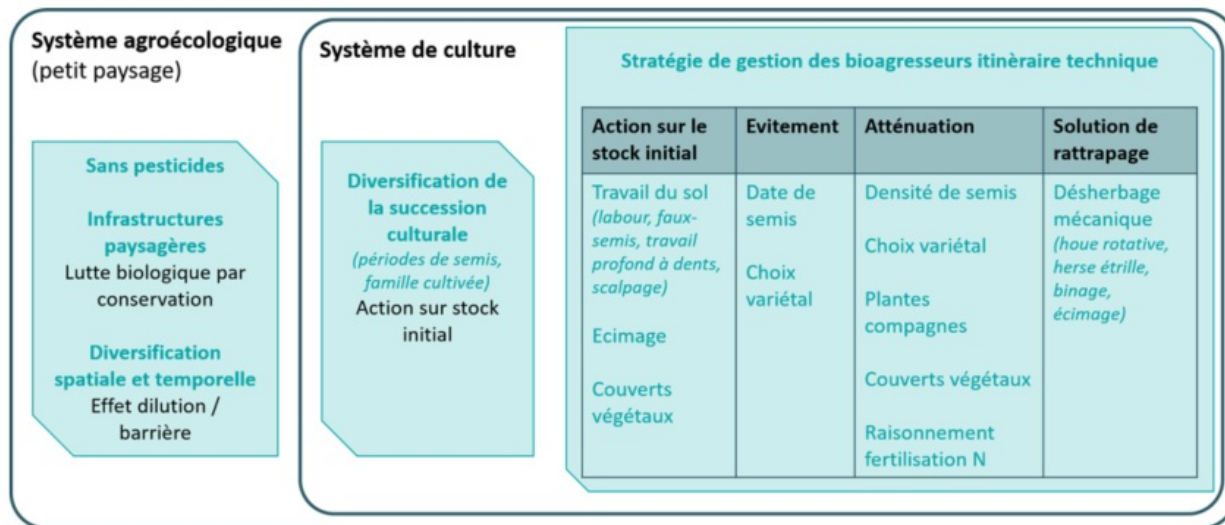 Système agroécologique
(petit paysage)
Sans pesticides
Infrastructures
paysagères
Lutte biologique par
conservation
Diversification
spatiale et temporelle
Effet dilution /
barrière
Système de culture
Diversification de
la succession
culturale
(périodes de semis,
famille cultivée)
Action sur stock
initial
Stratégie de gestion des bioagresseurs itinèraire technique
Action sur le
stock initial
Travail du sol
(labour, faux-
semis, travail
profond à dents,
scalpage)
Ecimage
Couverts
végétaux
Evitement
Date de
semis
Choix
variétal
Atténuation
Densité de semis
Choix variétal
Plantes
compagnes
Couverts végétaux
Raisonnement
fertilisation N
Solution de
rattrapage
Désherbage
mécanique
(houe rotative,
herse étrille,
binage,
écimage)